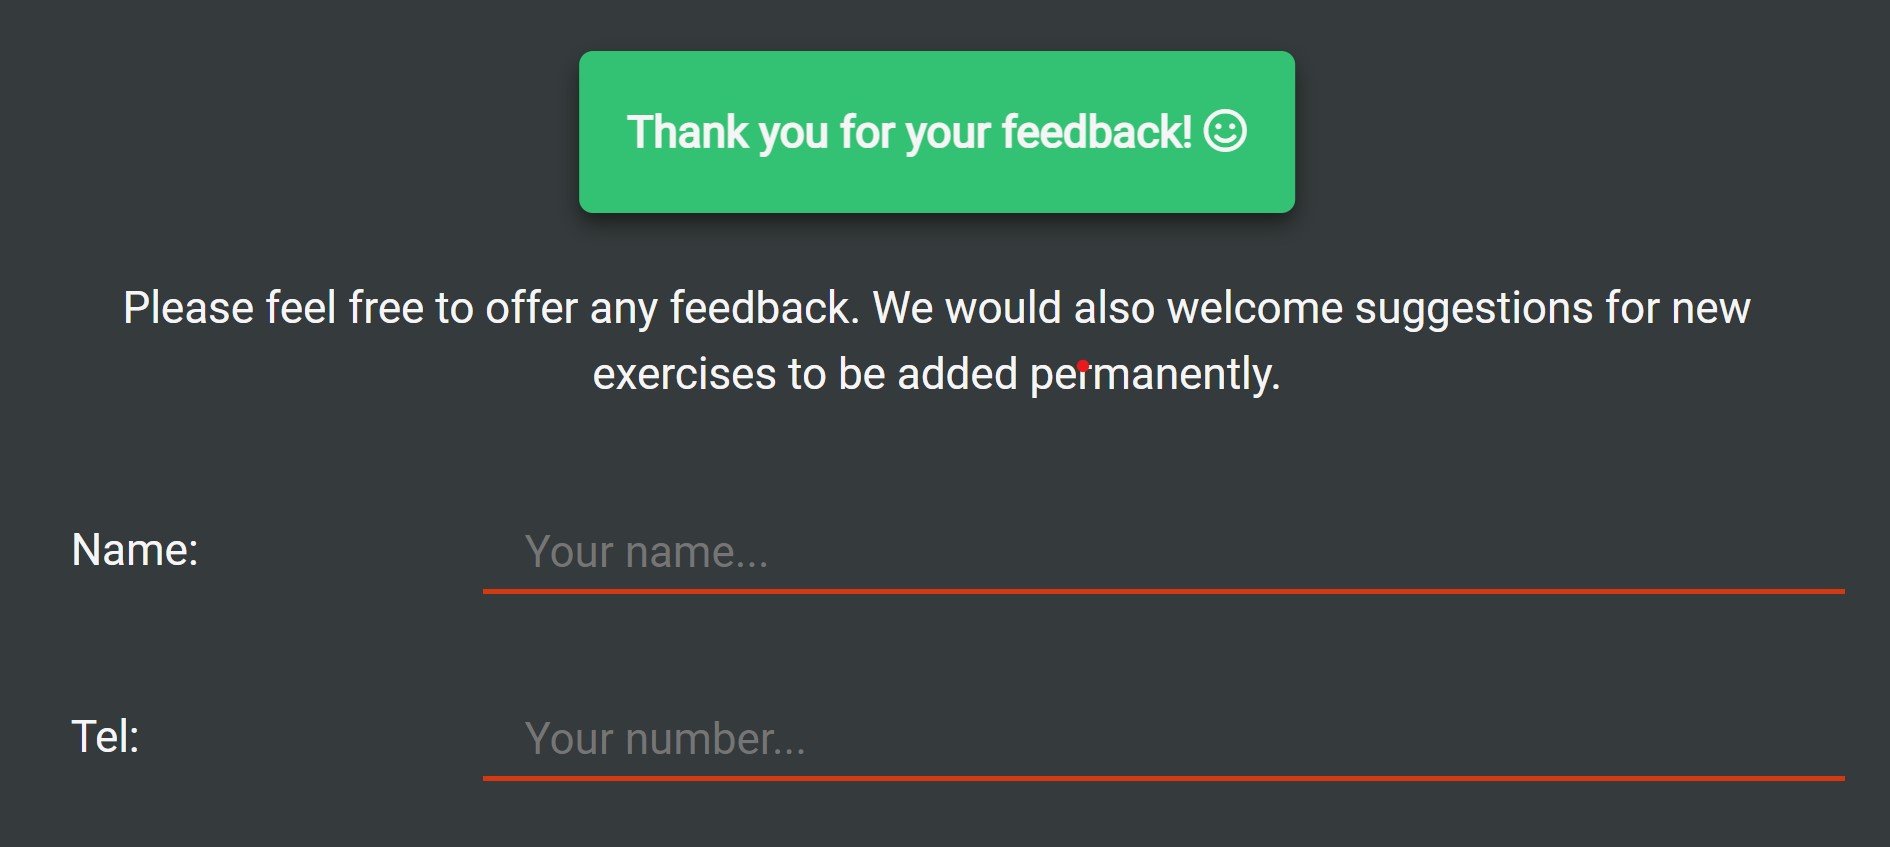 Thank you for your feedback! ☺
Please feel free to offer any feedback. We would also welcome suggestions for new
exercises to be added permanently.
Name:
Your name...
Tel:
Your number...